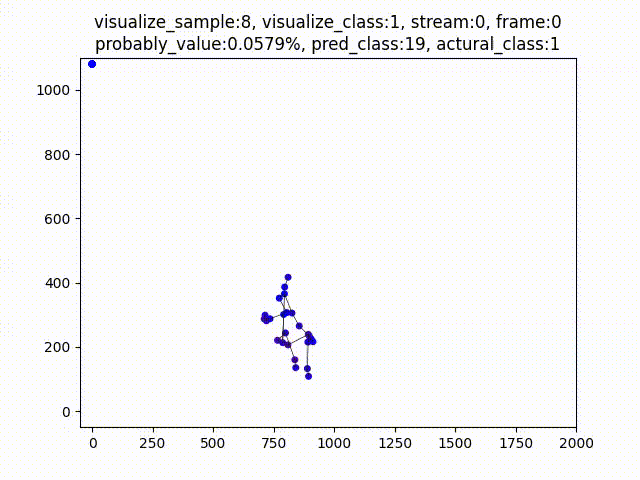 visualize_sample:8, visualize_class:1, stream:0, frame:0
probably_value:0.0579%, pred_class:19, actural_class:1
1000
800
600
400
200
0
0 250 500 750 1000 1250 1500 1750 2000